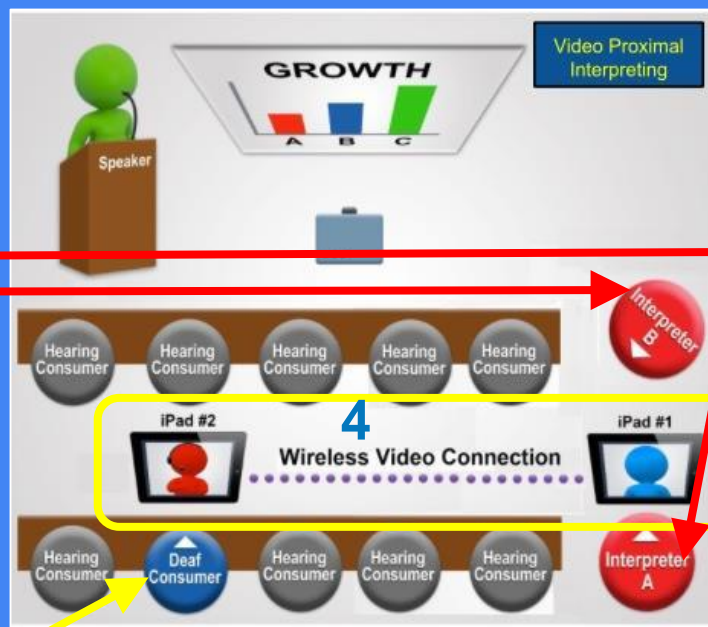 Video Proximal
Interpreting
GROWTH
A B C
Speaker
Interpreter
B
Hearing
Consumer
Hearing
Consumer
Hearing
Consumer
Hearing
Consumer
Hearing
Consumer
iPad #2
4
iPad #1
Wireless Video Connection
Hearing
Consumer
Deaf
Consumer
Hearing
Consumer
Hearing
Consumer
Hearing
Consumer
Interpreter
A